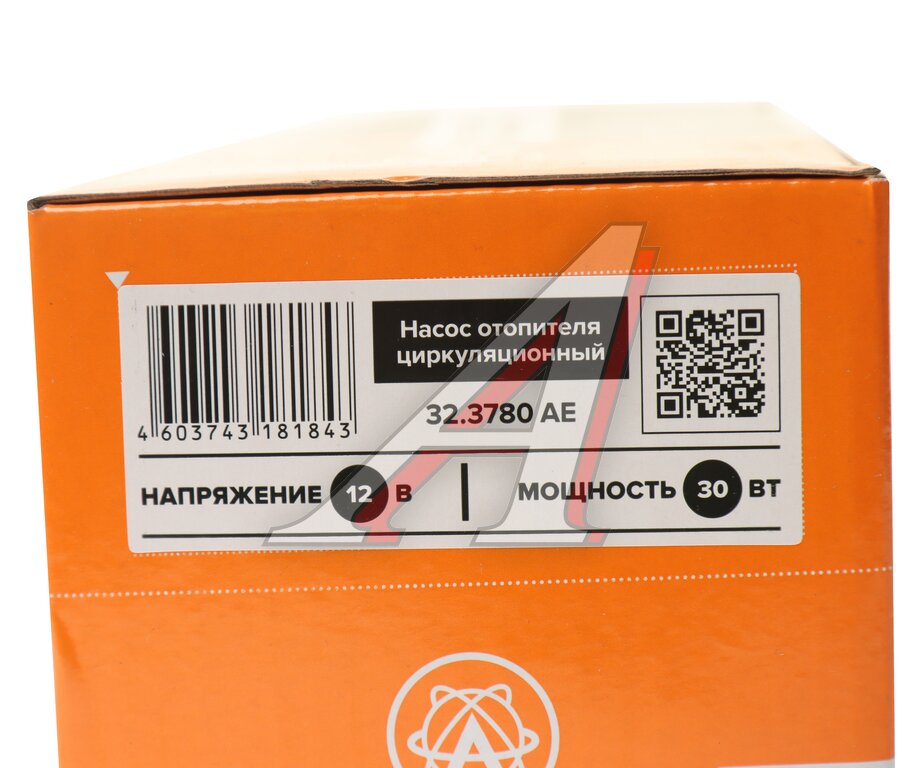 Насос отопителя
циркуляционный
32.3780 АЕ
4 603743 181843
НАПРЯЖЕНИЕ 12 В
МОЩНОСТЬ 30 ВТ